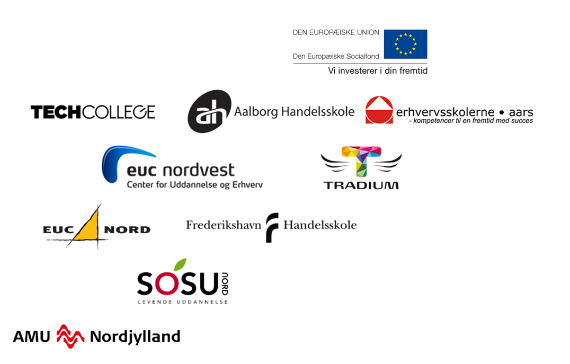 DEN EUROPÆISKE UNION
Den Europæiske Socialfond
Vi investerer i din fremtid
TECHCOLLEGE
ah Aalborg Handelsskole
erhvervsskolerne • aars
- kompetencer til en fremtid med succes
euc nordvest
Center for Uddannelse og Erhverv
TRADIUM
EUC NORD
Frederikshavn Handelsskole
SOSU NORD
LEVENDE UDDANNELSE
AMU Nordjylland